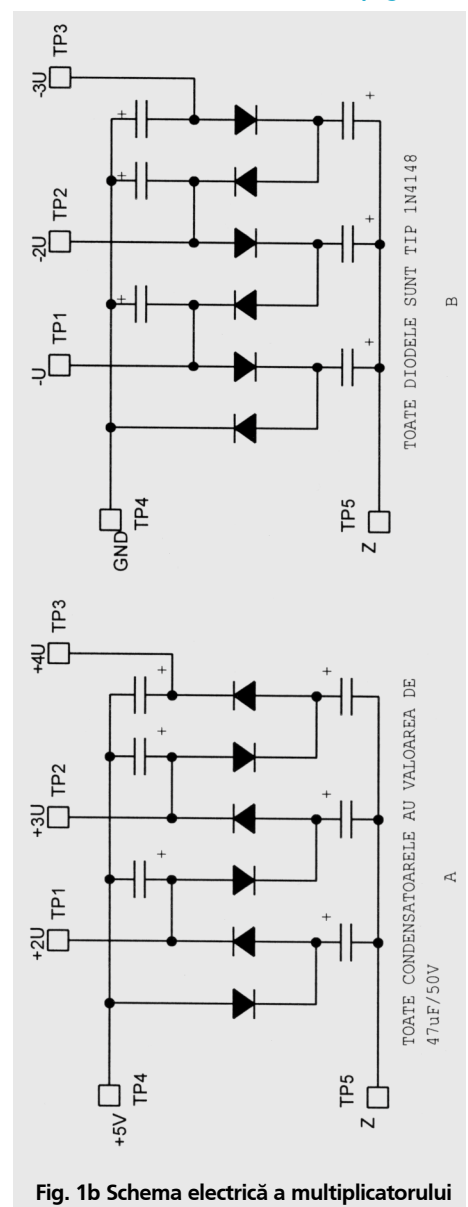 -U TP1
-2U TP2
-3U TP3
+
+
+
GND
TP4
+
+
+
TP5
Z
TOATE DIODELE SUNT TIP 1N4148
B
+2U TP1
+3U TP2
+4U TP3
+
+
+
+5V
TP4
+
+
+
TP5
Z
TOATE CONDENSATOARELE AU VALOAREA DE
47uF/50V
A
Fig. 1b Schema electrică a multiplicatorului